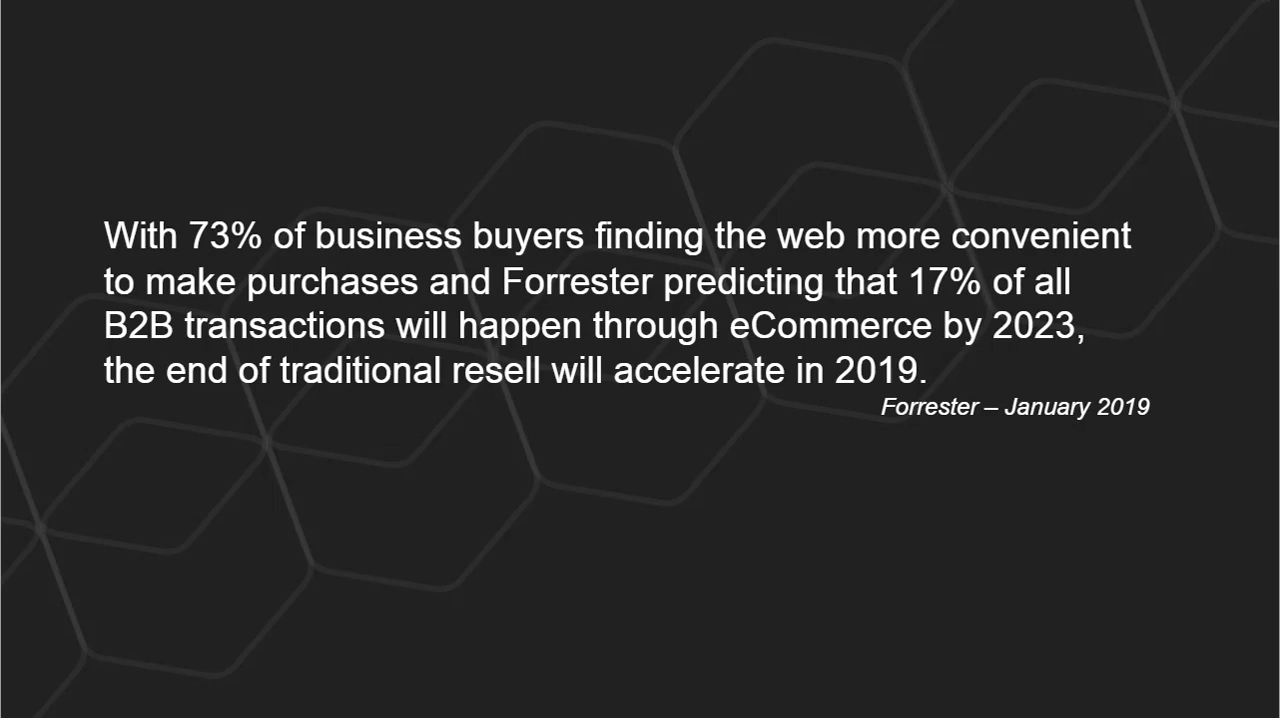 With 73% of business buyers finding the web more convenient
to make purchases and Forrester predicting that 17% of all
B2B transactions will happen through eCommerce by 2023,
the end of traditional resell will accelerate in 2019.
Forrester – January 2019